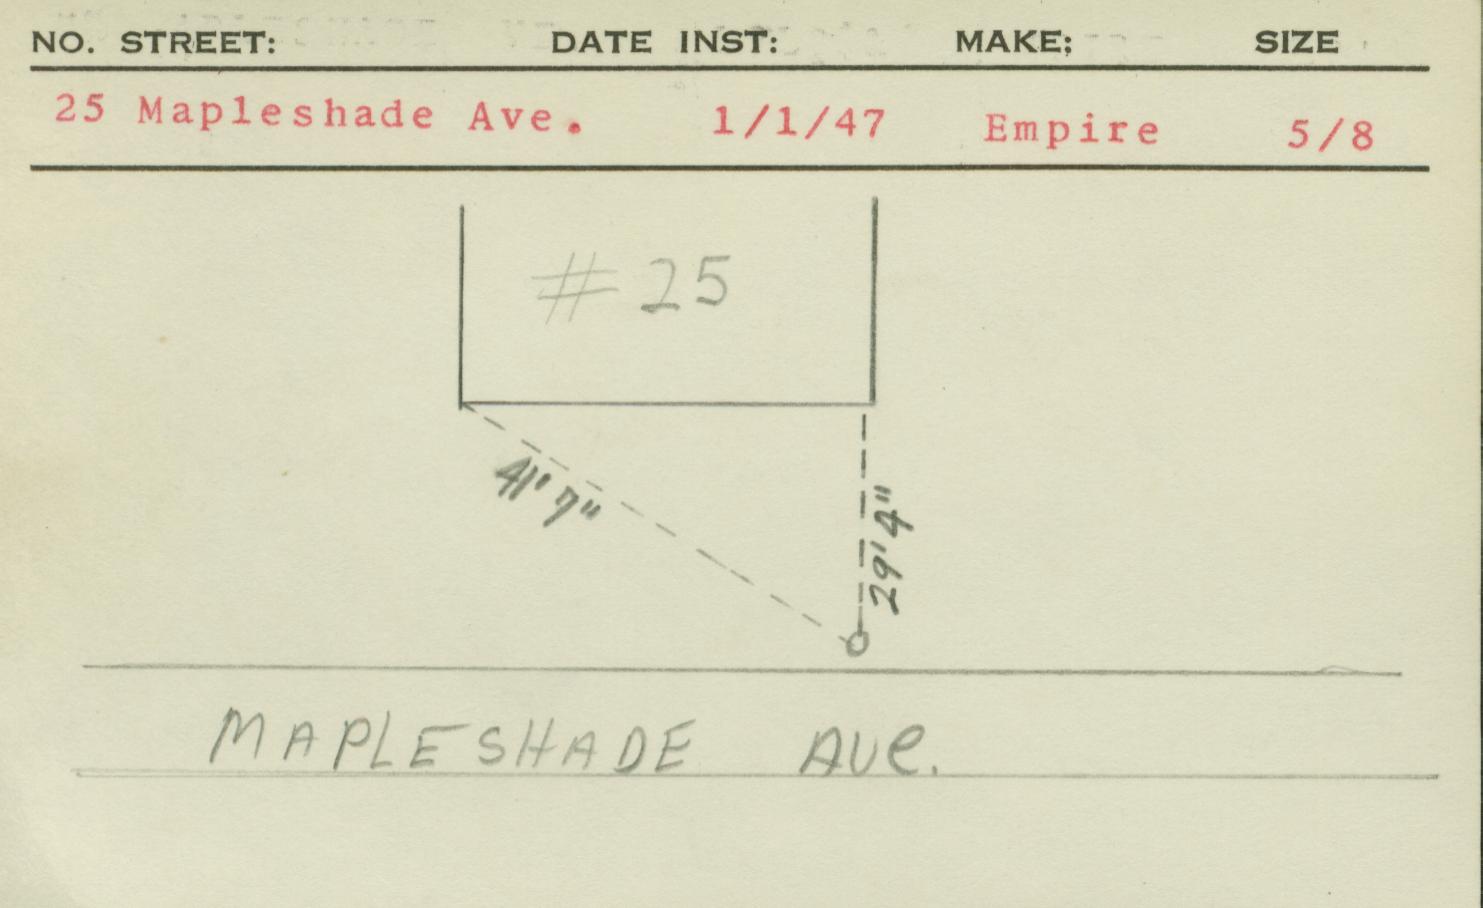 NO. STREET: DATE INST: MAKE: SIZE
25 Mapleshade Ave. 1/1/47 Empire 5/8
# 25
41' 7"
29' 4"
MAPLESHADE AVe.